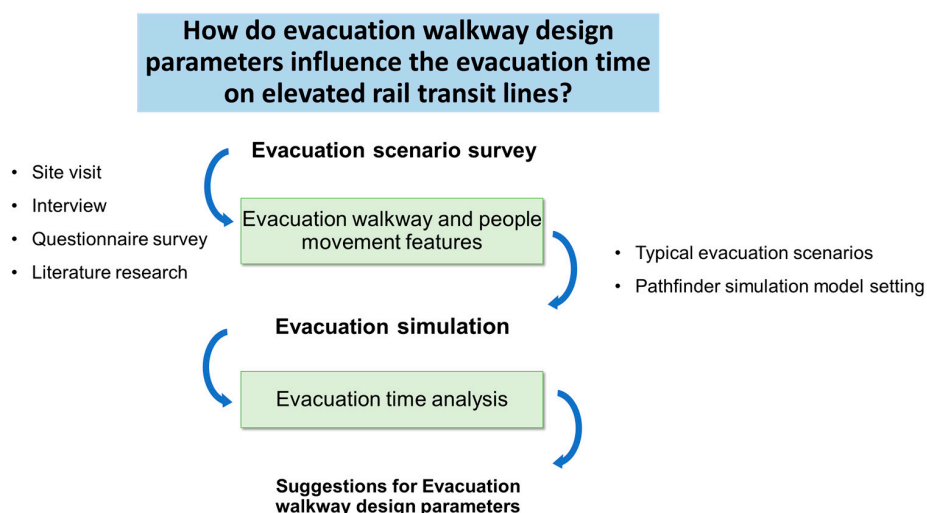 How do evacuation walkway design
parameters influence the evacuation time
on elevated rail transit lines?
Evacuation scenario survey
• Site visit
• Interview
• Questionnaire survey
• Literature research
Evacuation walkway and people
movement features
• Typical evacuation scenarios
• Pathfinder simulation model setting
Evacuation simulation
Evacuation time analysis
Suggestions for Evacuation
walkway design parameters